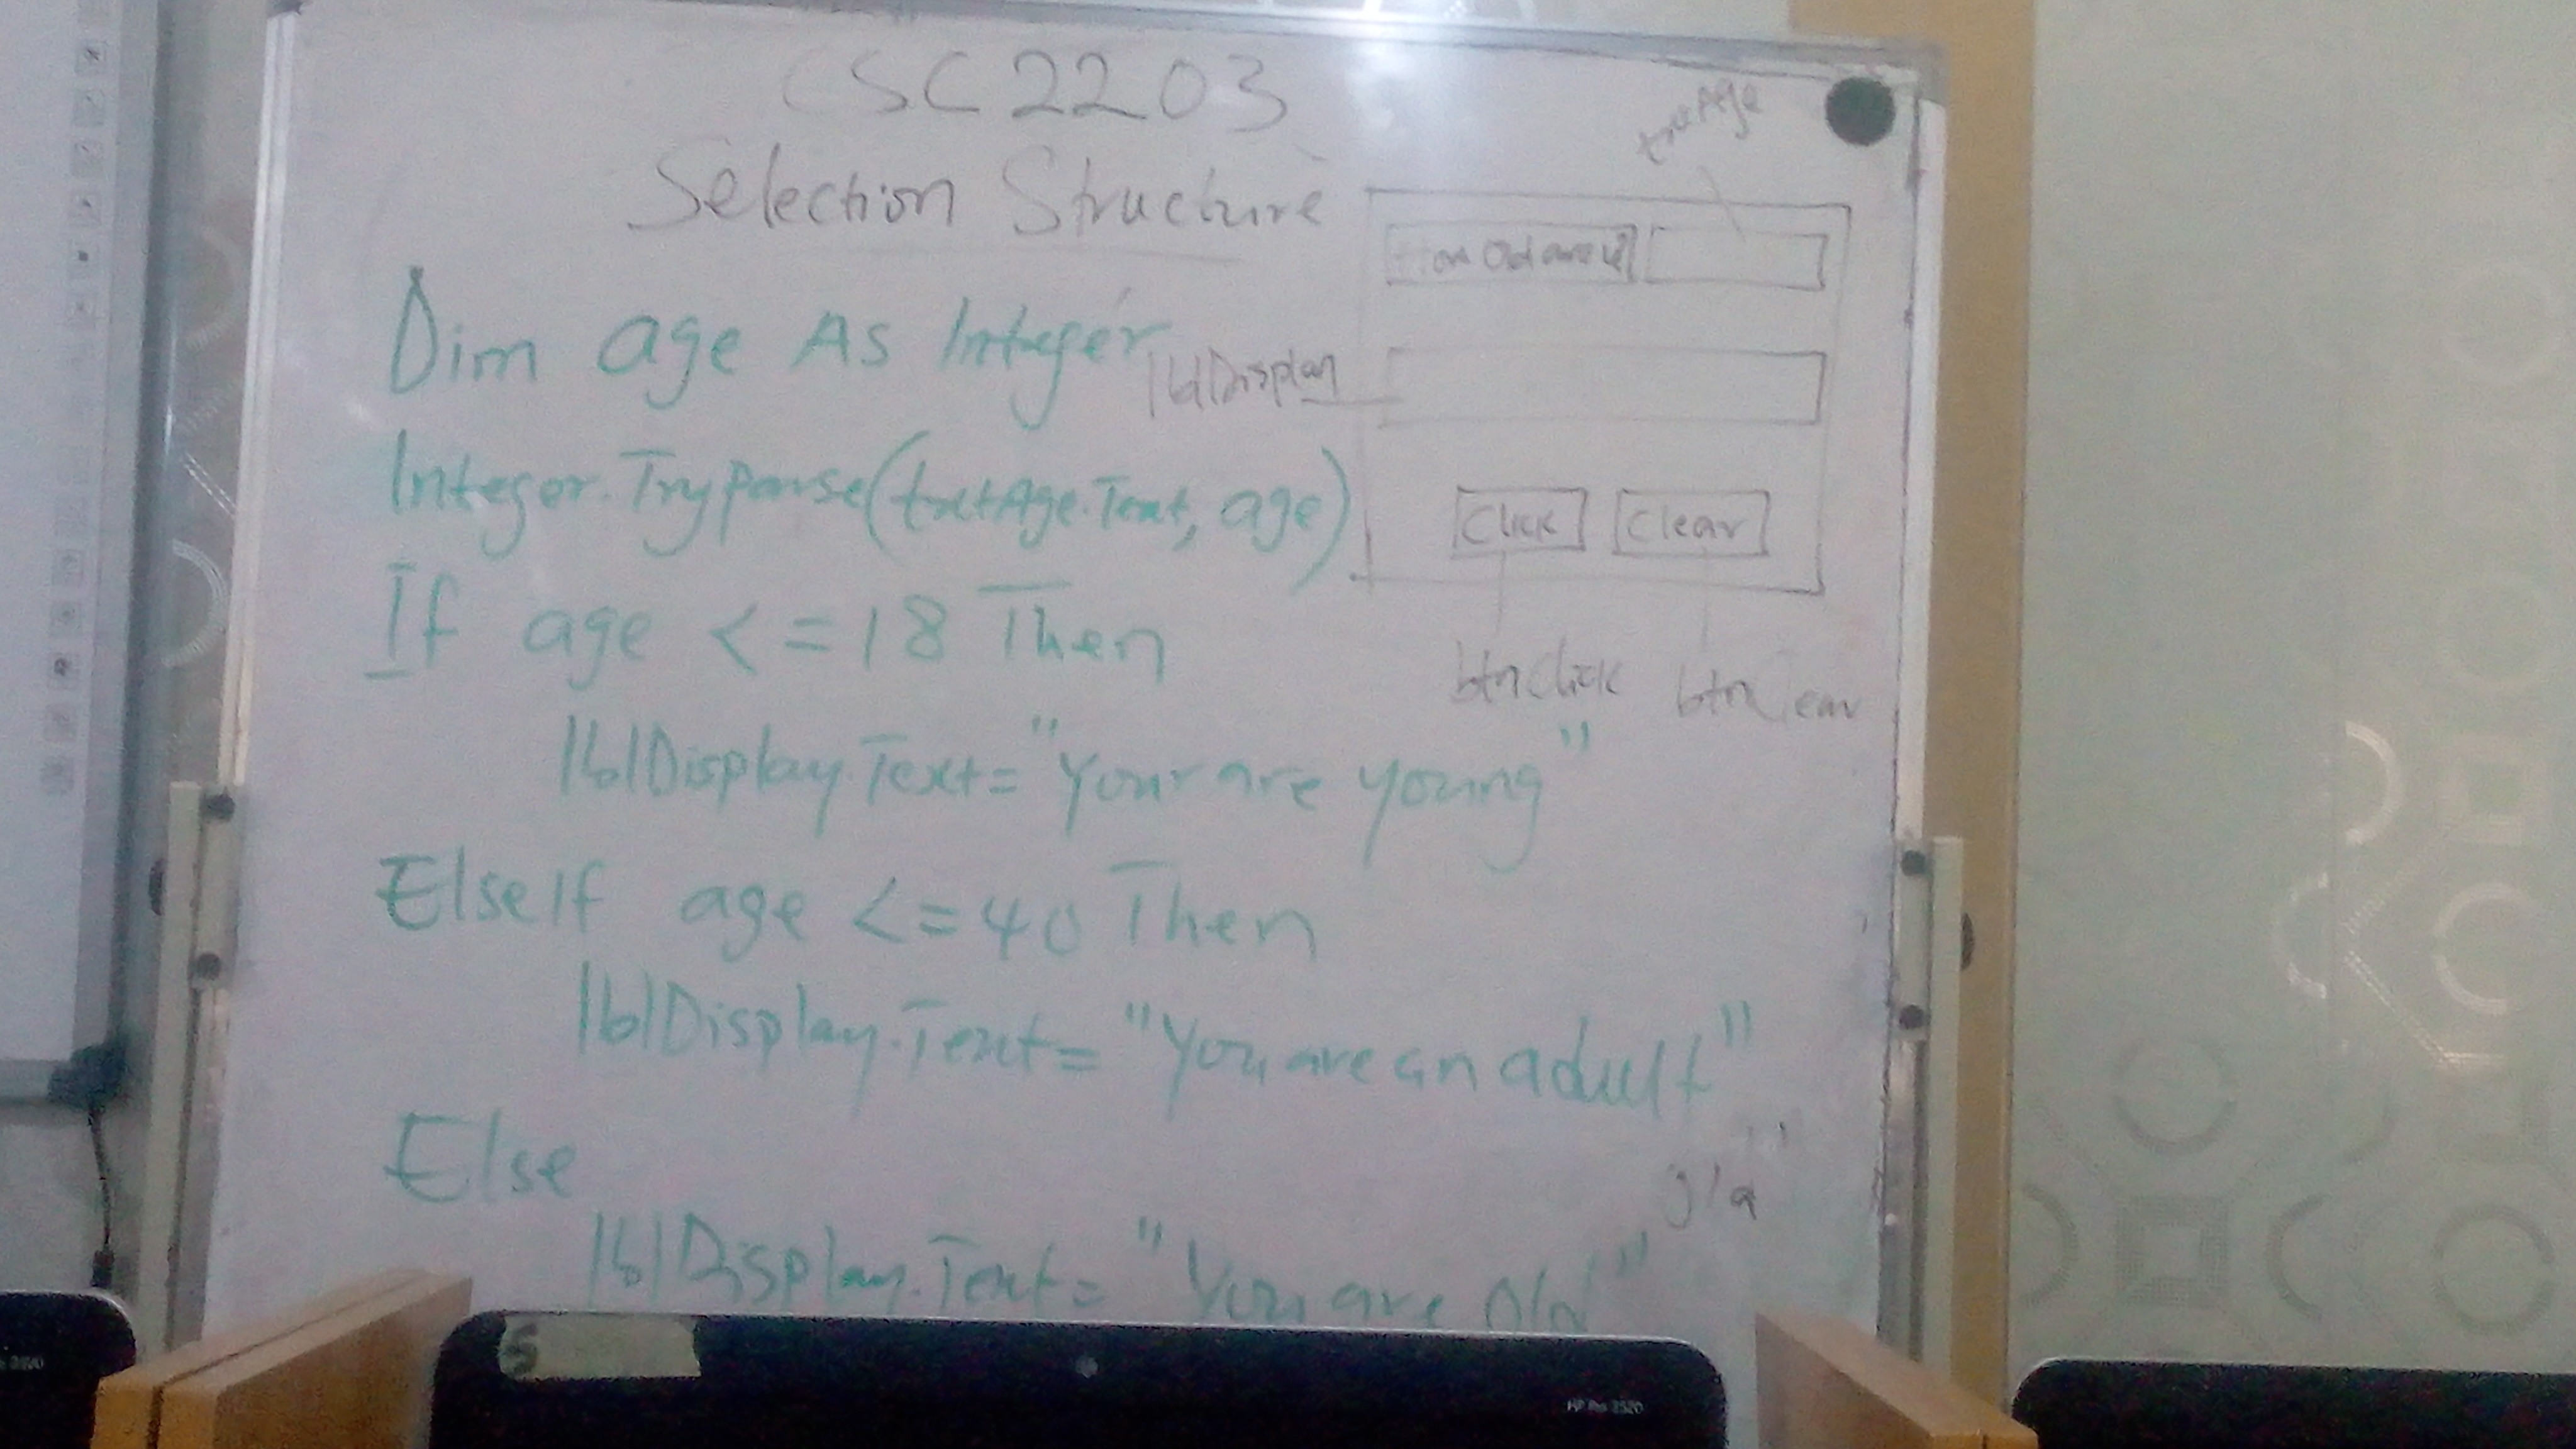 CSC2203
Selection Structure
txtAge
How Old are U?
Dim age As Integer
lblDisplay
Integer.TryParse(txtAge.Text, age)
Click Clear
If age <=18 Then
btnClick btnClear
lblDisplay.Text= "Your are young"
ElseIf age <=40 Then
lblDisplay.Text= "You are an adult"
Else
lblDisplay.Text= "You are old"
S
HP Pro 3520